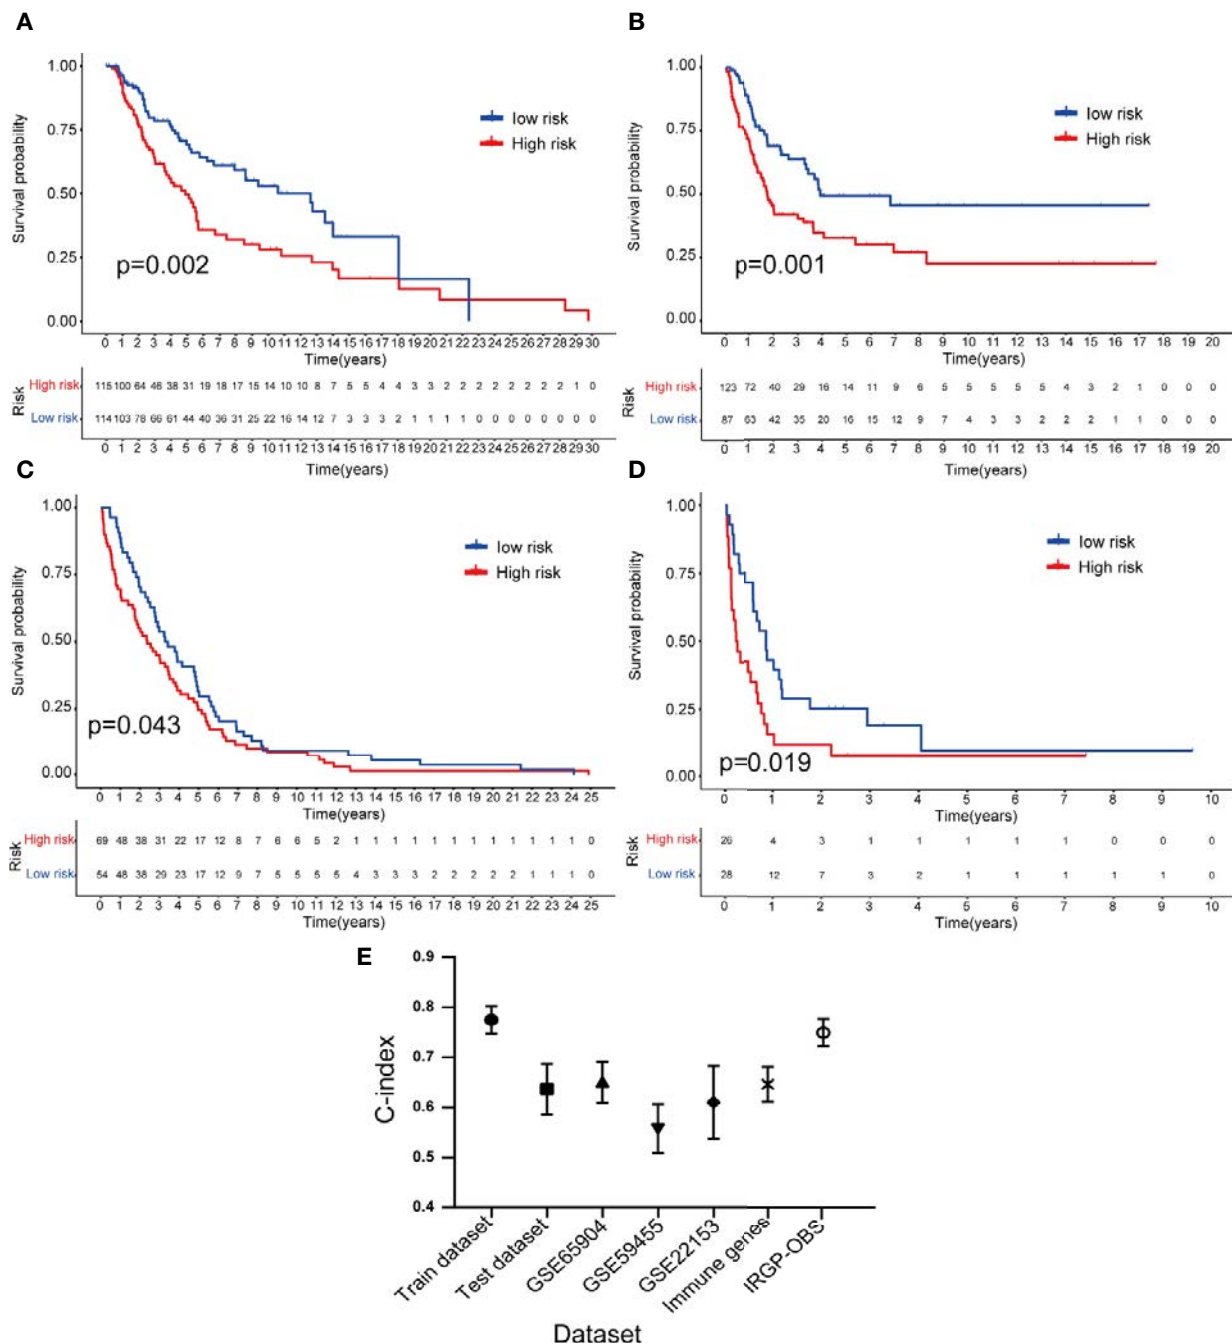 A
1.00
0.75
0.50
0.25
0.00
Survival probability
low risk
High risk
p=0.002
0 1 2 3 4 5 6 7 8 9 10 11 12 13 14 15 16 17 18 19 20 21 22 23 24 25 26 27 28 29 30
Time(years)
Risk
High risk 115 100 64 46 38 31 19 18 17 15 14 10 10 8 7 5 5 4 4 3 3 2 2 2 2 2 2 2 2 1 0
Low risk 114 103 78 66 61 44 40 36 31 25 22 16 14 12 7 3 3 3 2 1 1 1 1 0 0 0 0 0 0 0 0
0 1 2 3 4 5 6 7 8 9 10 11 12 13 14 15 16 17 18 19 20 21 22 23 24 25 26 27 28 29 30
Time(years)
B
1.00
0.75
0.50
0.25
0.00
Survival probability
low risk
High risk
p=0.001
0 1 2 3 4 5 6 7 8 9 10 11 12 13 14 15 16 17 18 19 20
Time(years)
Risk
High risk 123 72 40 29 16 14 11 9 6 5 5 5 5 5 4 3 2 1 0 0 0
Low risk 87 63 42 35 20 16 15 12 9 7 4 3 3 2 2 2 1 1 0 0 0
0 1 2 3 4 5 6 7 8 9 10 11 12 13 14 15 16 17 18 19 20
Time(years)
C
1.00
0.75
0.50
0.25
0.00
Survival probability
low risk
High risk
p=0.043
0 1 2 3 4 5 6 7 8 9 10 11 12 13 14 15 16 17 18 19 20 21 22 23 24 25
Time(years)
Risk
High risk 69 48 38 31 22 17 12 8 7 6 6 5 2 1 1 1 1 1 1 1 1 1 1 1 1 0
Low risk 54 48 38 29 23 17 12 9 7 5 5 5 5 4 3 3 3 2 2 2 2 2 1 1 1 0
0 1 2 3 4 5 6 7 8 9 10 11 12 13 14 15 16 17 18 19 20 21 22 23 24 25
Time(years)
D
1.00
0.75
0.50
0.25
0.00
Survival probability
low risk
High risk
p=0.019
0 1 2 3 4 5 6 7 8 9 10
Time(years)
Risk
High risk 26 4 3 1 1 1 1 1 0 0 0
Low risk 28 12 7 3 2 1 1 1 1 1 0
0 1 2 3 4 5 6 7 8 9 10
Time(years)
E
0.9
0.8
0.7
0.6
0.5
0.4
C-index
Train dataset
Test dataset
GSE65904
GSE59455
GSE22153
Immune genes
IRGP-OBS
Dataset